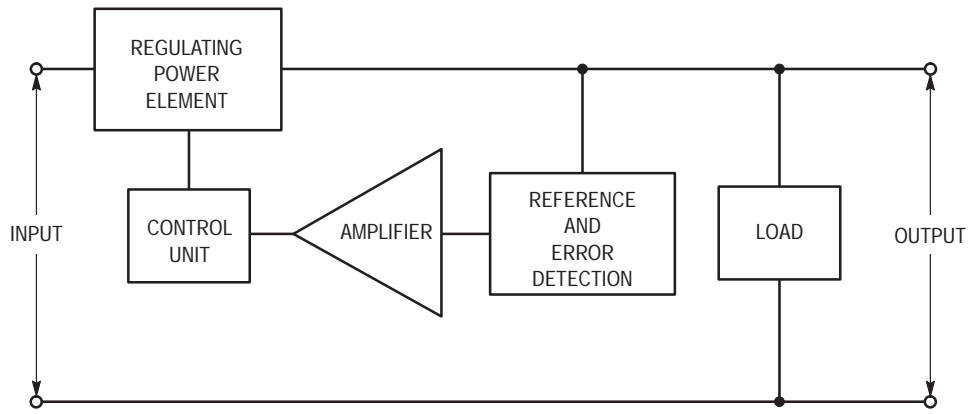 REGULATING
POWER
ELEMENT
INPUT
CONTROL
UNIT
AMPLIFIER
REFERENCE
AND
ERROR
DETECTION
LOAD
OUTPUT